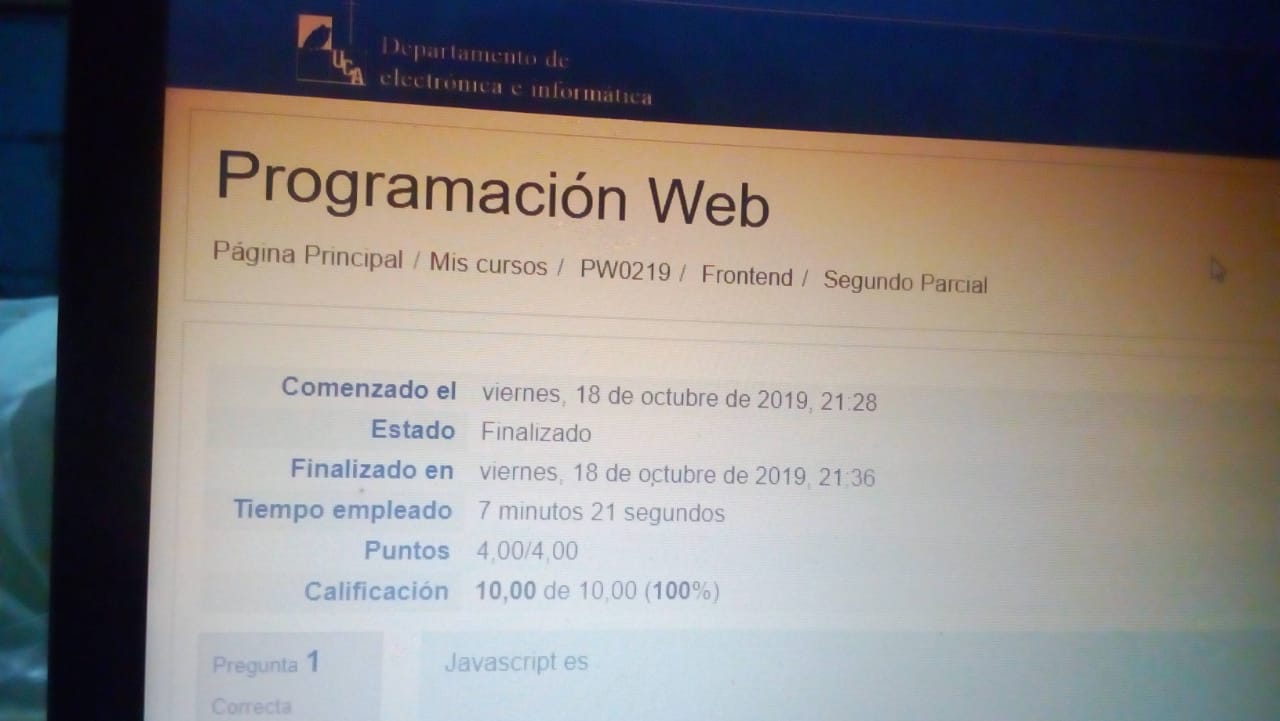 UCA
Departamento de
electrónica e informática
Programación Web
Página Principal / Mis cursos / PW0219 / Frontend / Segundo Parcial
Comenzado el viernes, 18 de octubre de 2019, 21:28
Estado Finalizado
Finalizado en viernes, 18 de octubre de 2019, 21:36
Tiempo empleado 7 minutos 21 segundos
Puntos 4,00/4,00
Calificación 10,00 de 10,00 (100%)
Pregunta 1 Javascript es
Correcta